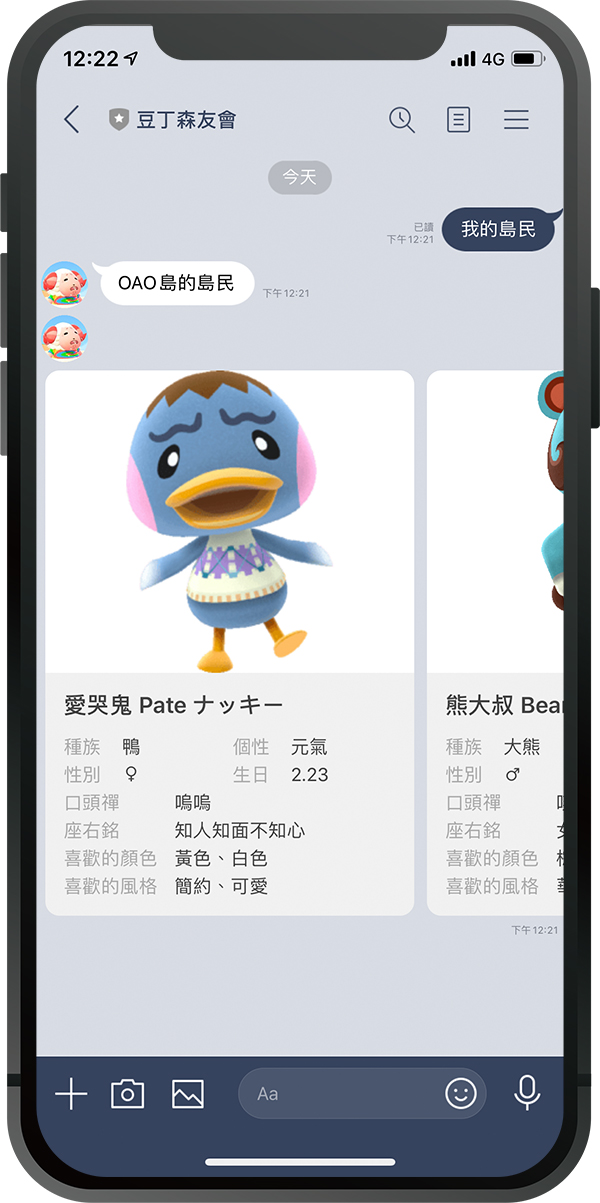 12:22 4G
豆丁森友會
今天
我的島民
已讀
下午12:21
OAO島的島民
下午12:21
愛哭鬼 Pate ナッキー
種族 鴨 個性 元氣
性別 ♀ 生日 2.23
口頭禪 嗚嗚
座右銘 知人知面不知心
喜歡的顏色 黃色、白色
喜歡的風格 簡約、可愛
熊大叔 Bear
種族 大熊
性別 ♂
口頭禪
座右銘
喜歡的顏色
喜歡的風格
下午12:21
Aa